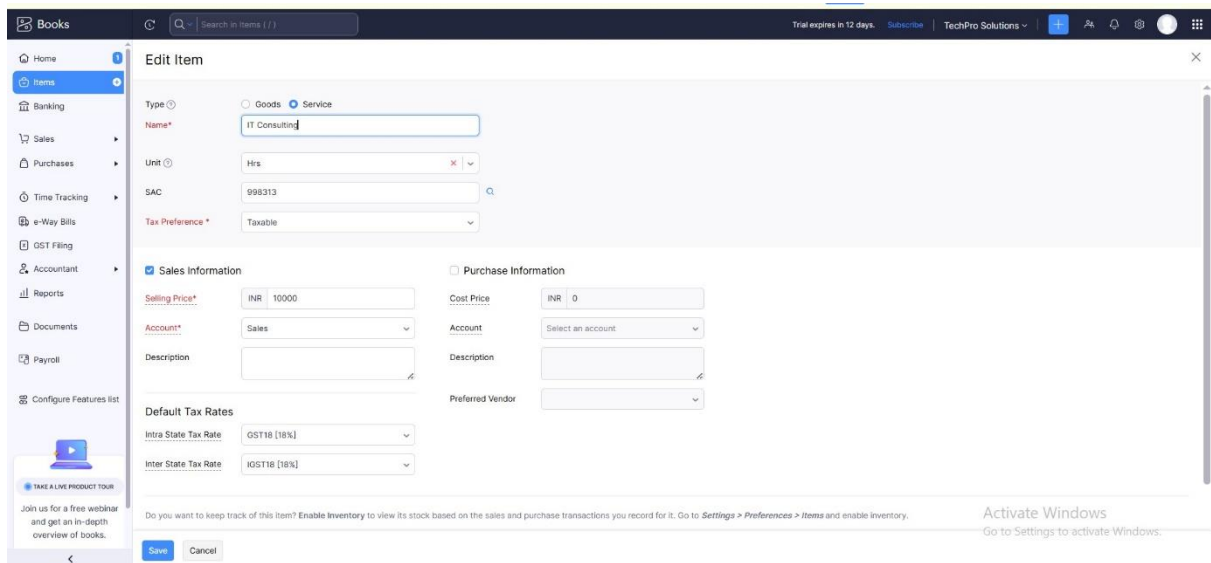 Books
Search in Items ( / )
Trial expires in 12 days. Subscribe
TechPro Solutions
Home 1
Items
Banking
Sales
Purchases
Time Tracking
e-Way Bills
GST Filing
Accountant
Reports
Documents
Payroll
Configure Features list
TAKE A LIVE PRODUCT TOUR
Join us for a free webinar
and get an in-depth
overview of books.
Edit Item
Type Goods Service
Name* IT Consulting
Unit Hrs
SAC 998313
Tax Preference * Taxable
Sales Information
Selling Price* INR 10000
Account* Sales
Description
Default Tax Rates
Intra State Tax Rate GST18 [18%]
Inter State Tax Rate IGST18 [18%]
Purchase Information
Cost Price INR 0
Account Select an account
Description
Preferred Vendor
Do you want to keep track of this item? Enable Inventory to view its stock based on the sales and purchase transactions you record for it. Go to Settings > Preferences > Items and enable inventory.
Save Cancel
Activate Windows
Go to Settings to activate Windows.